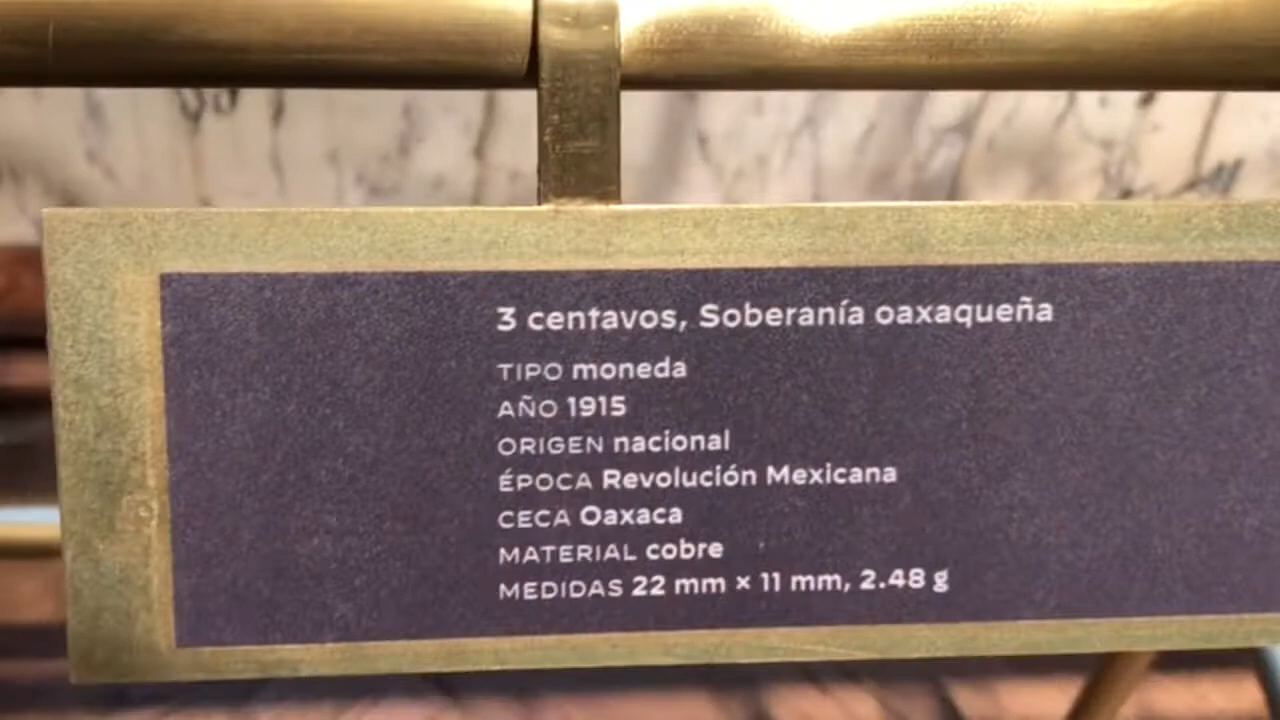 3 centavos, Soberanía oaxaqueña
TIPO moneda
AÑO 1915
ORIGEN nacional
ÉPOCA Revolución Mexicana
CECA Oaxaca
MATERIAL cobre
MEDIDAS 22 mm × 11 mm, 2.48 g